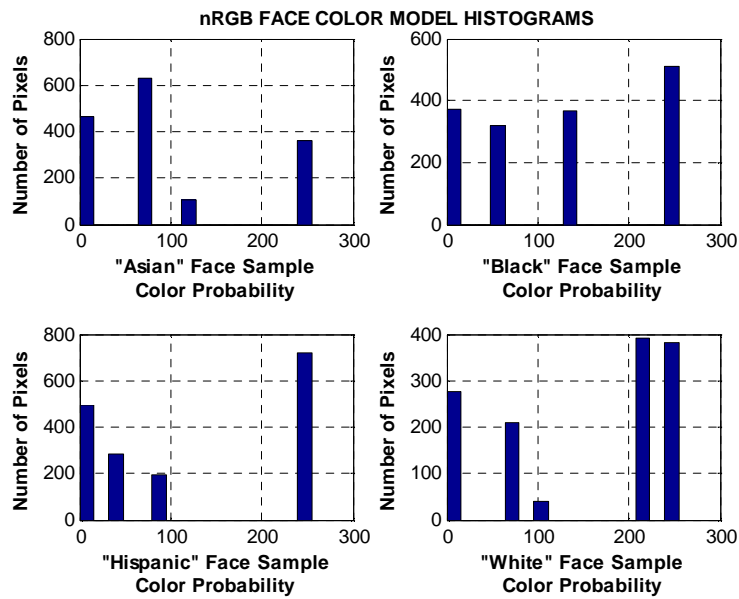 nRGB FACE COLOR MODEL HISTOGRAMS
800
600
400
200
0
Number of Pixels
0 100 200 300
"Asian" Face Sample
Color Probability
600
400
200
0
Number of Pixels
0 100 200 300
"Black" Face Sample
Color Probability
800
600
400
200
0
Number of Pixels
0 100 200 300
"Hispanic" Face Sample
Color Probability
400
300
200
100
0
Number of Pixels
0 100 200 300
"White" Face Sample
Color Probability